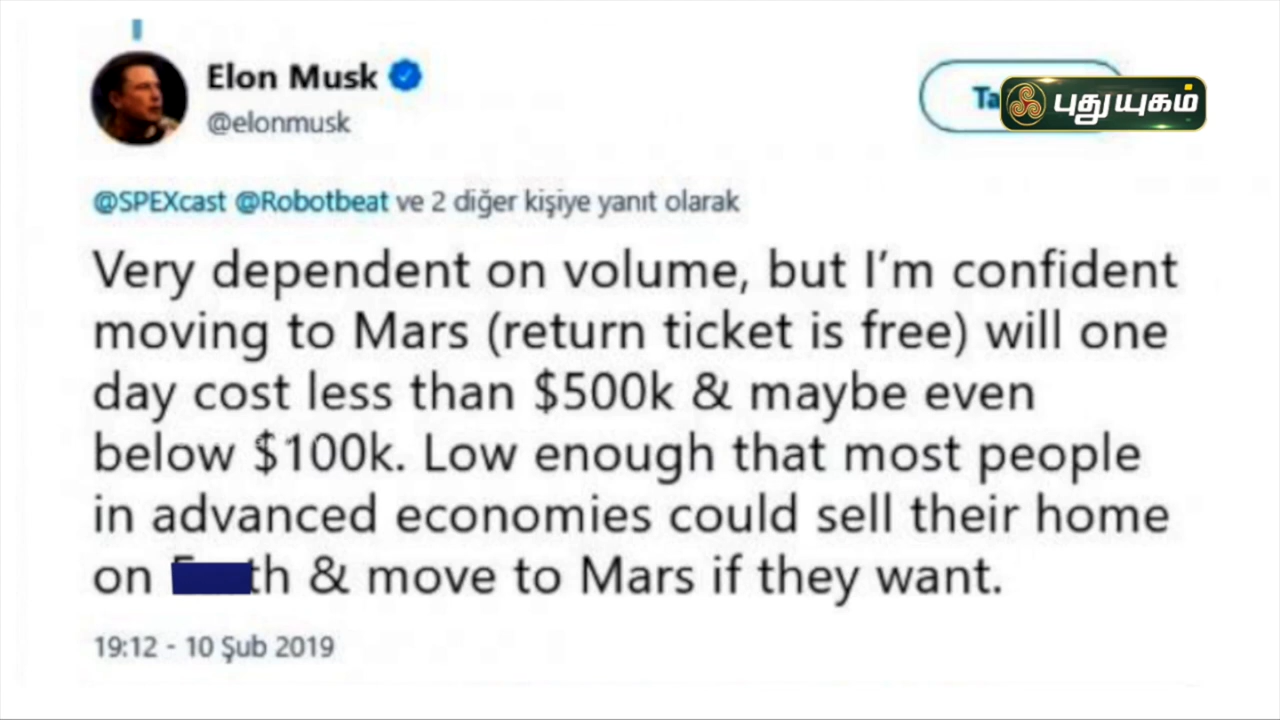 Elon Musk
@elonmusk
புதுயுகம்
@SPEXcast @Robotbeat ve 2 diğer kişiye yanıt olarak
Very dependent on volume, but I'm confident
moving to Mars (return ticket is free) will one
day cost less than $500k & maybe even
below $100k. Low enough that most people
in advanced economies could sell their home
on & move to Mars if they want.
19:12 - 10 Şub 2019